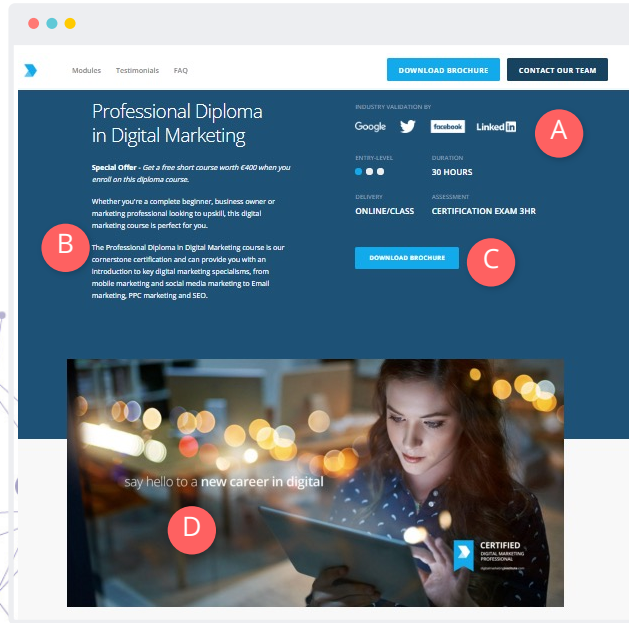 Modules Testimonials FAQ DOWNLOAD BROCHURE CONTACT OUR TEAM
Professional Diploma
in Digital Marketing
Special Offer - Get a free short course worth €400 when you
enroll on this diploma course.
Whether you're a complete beginner, business owner or
marketing professional looking to upskill, this digital
marketing course is perfect for you.
B
The Professional Diploma in Digital Marketing course is our
cornerstone certification and can provide you with an
introduction to key digital marketing specialisms, from
mobile marketing and social media marketing to Email
marketing, PPC marketing and SEO.
INDUSTRY VALIDATION BY
Google facebook Linked in
A
ENTRY-LEVEL DURATION
30 HOURS
DELIVERY ASSESSMENT
ONLINE/CLASS CERTIFICATION EXAM 3HR
DOWNLOAD BROCHURE
C
say hello to a new career in digital
D
CERTIFIED
DIGITAL MARKETING
PROFESSIONAL
digitalmarketinginstitute.com